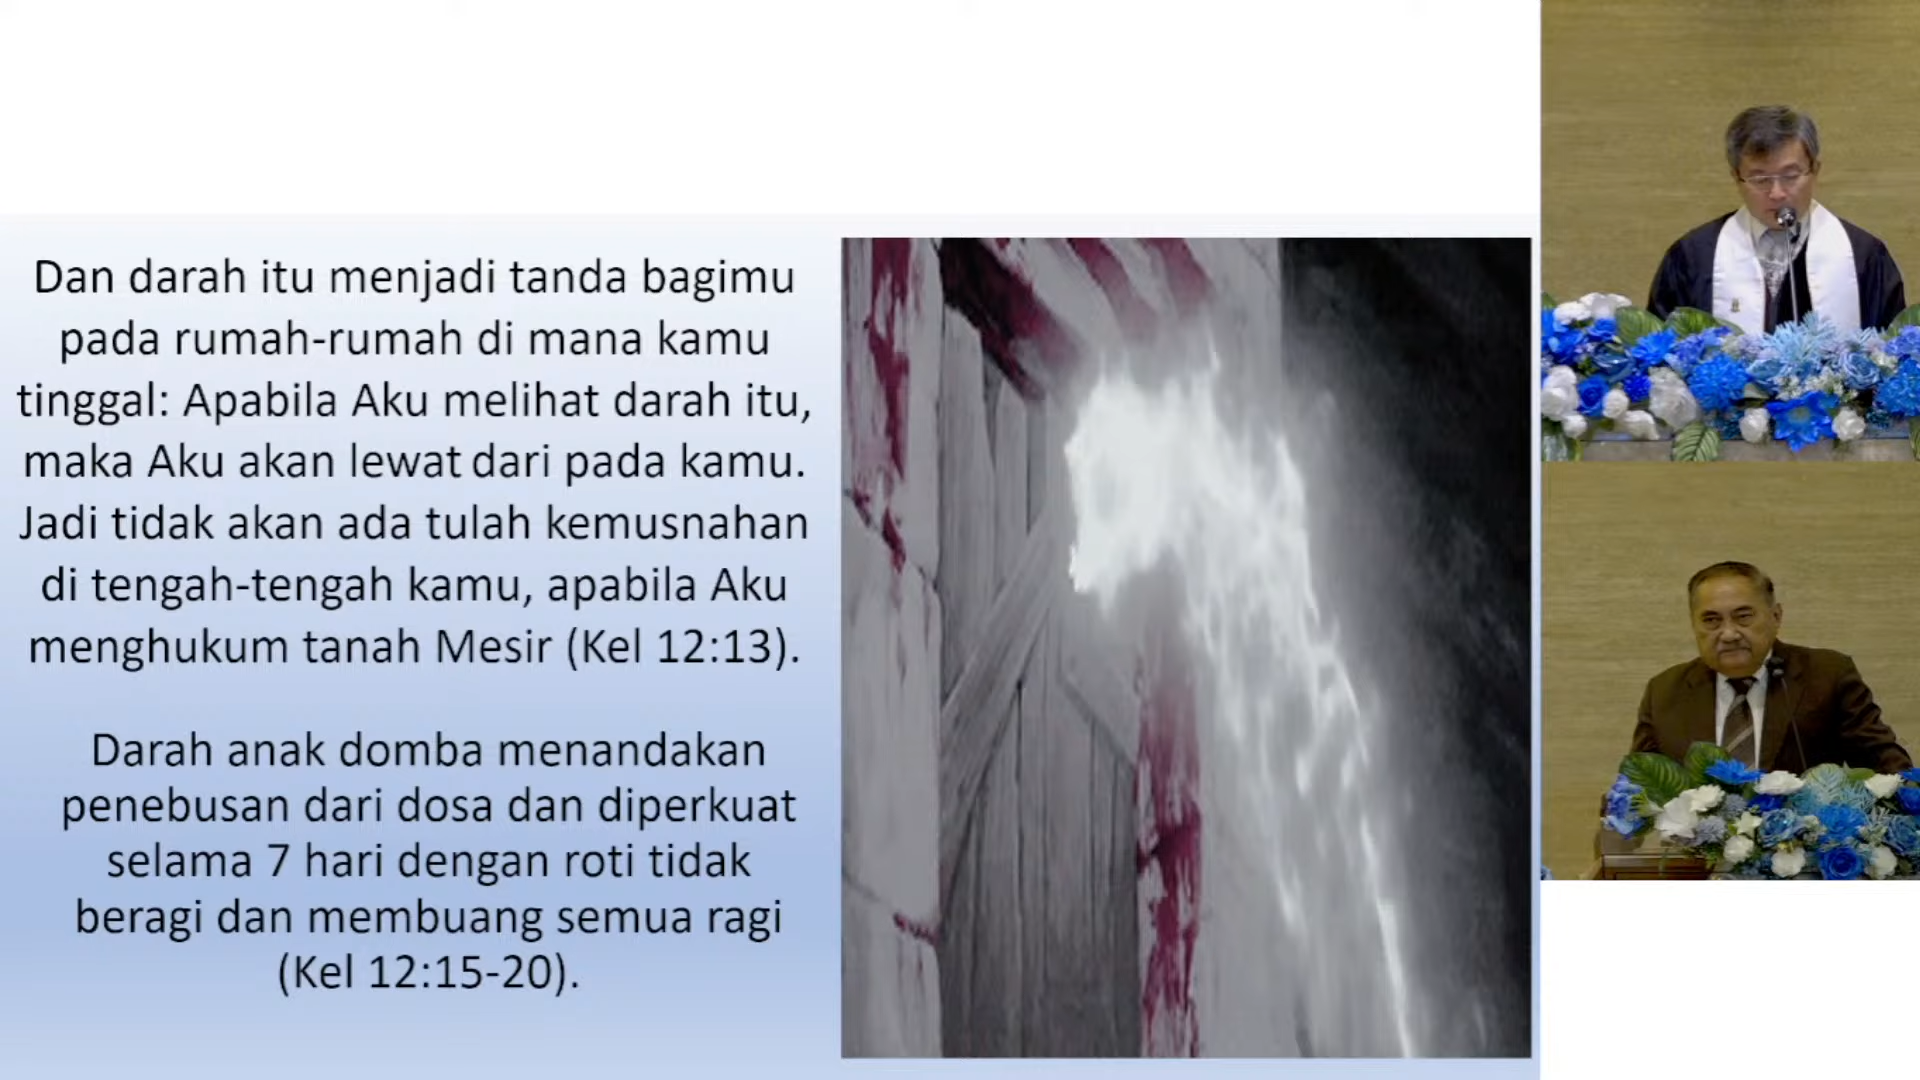 Dan darah itu menjadi tanda bagimu
pada rumah-rumah di mana kamu
tinggal: Apabila Aku melihat darah itu,
maka Aku akan lewat dari pada kamu.
Jadi tidak akan ada tulah kemusnahan
di tengah-tengah kamu, apabila Aku
menghukum tanah Mesir (Kel 12:13).
Darah anak domba menandakan
penebusan dari dosa dan diperkuat
selama 7 hari dengan roti tidak
beragi dan membuang semua ragi
(Kel 12:15-20).